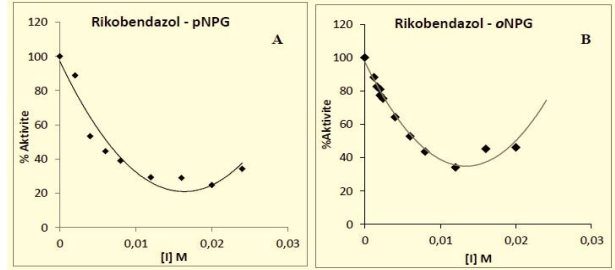 Rikobendazol - pNPG
A
120
100
80
60
40
20
0
% Aktivite
0
0,01
0,02
0,03
[I] M
Rikobendazol - oNPG
B
120
100
80
60
40
20
0
%Aktivite
0
0,01
0,02
0,03
[I] M